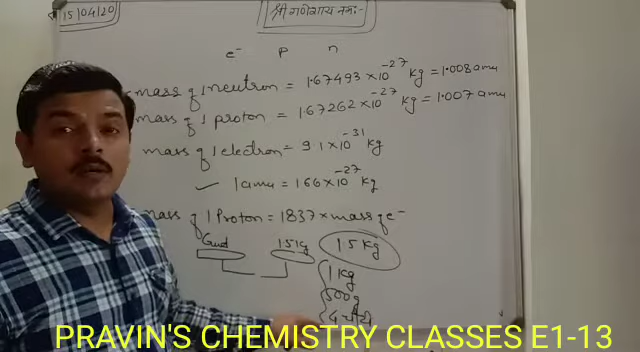 15/04/20
श्री गणेशाय नमः
e⁻ p n
mass of 1 neutron = 1.67493 × 10⁻²⁷ kg = 1.008 amu
mass of 1 proton = 1.67262 × 10⁻²⁷ kg = 1.007 amu
mass of 1 electron = 9.1 × 10⁻³¹ kg
✓ 1 amu = 1.66 × 10⁻²⁷ kg
mass of 1 Proton = 1837 × mass of e⁻
1.5 Kg 1.5 Kg
1 kg
500g
4
PRAVIN'S CHEMISTRY CLASSES E1-13